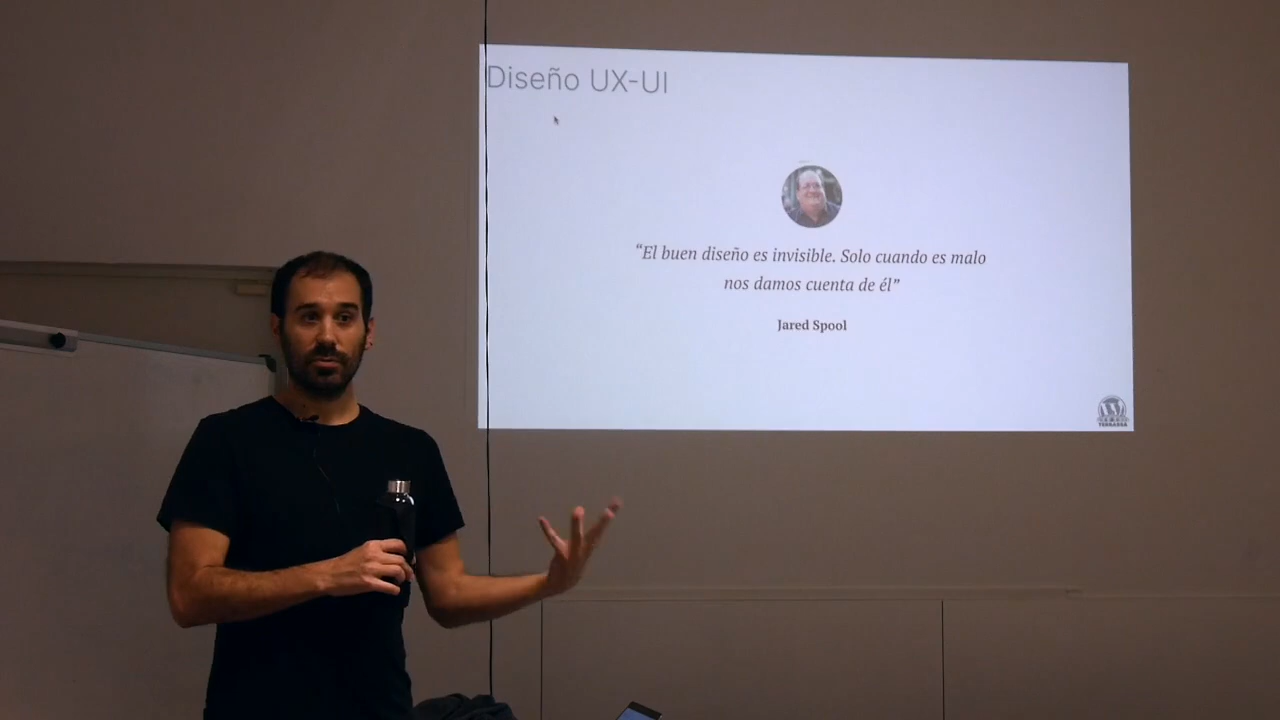 Diseño UX-UI
“El buen diseño es invisible. Solo cuando es malo
nos damos cuenta de él”
Jared Spool
TERRASSA